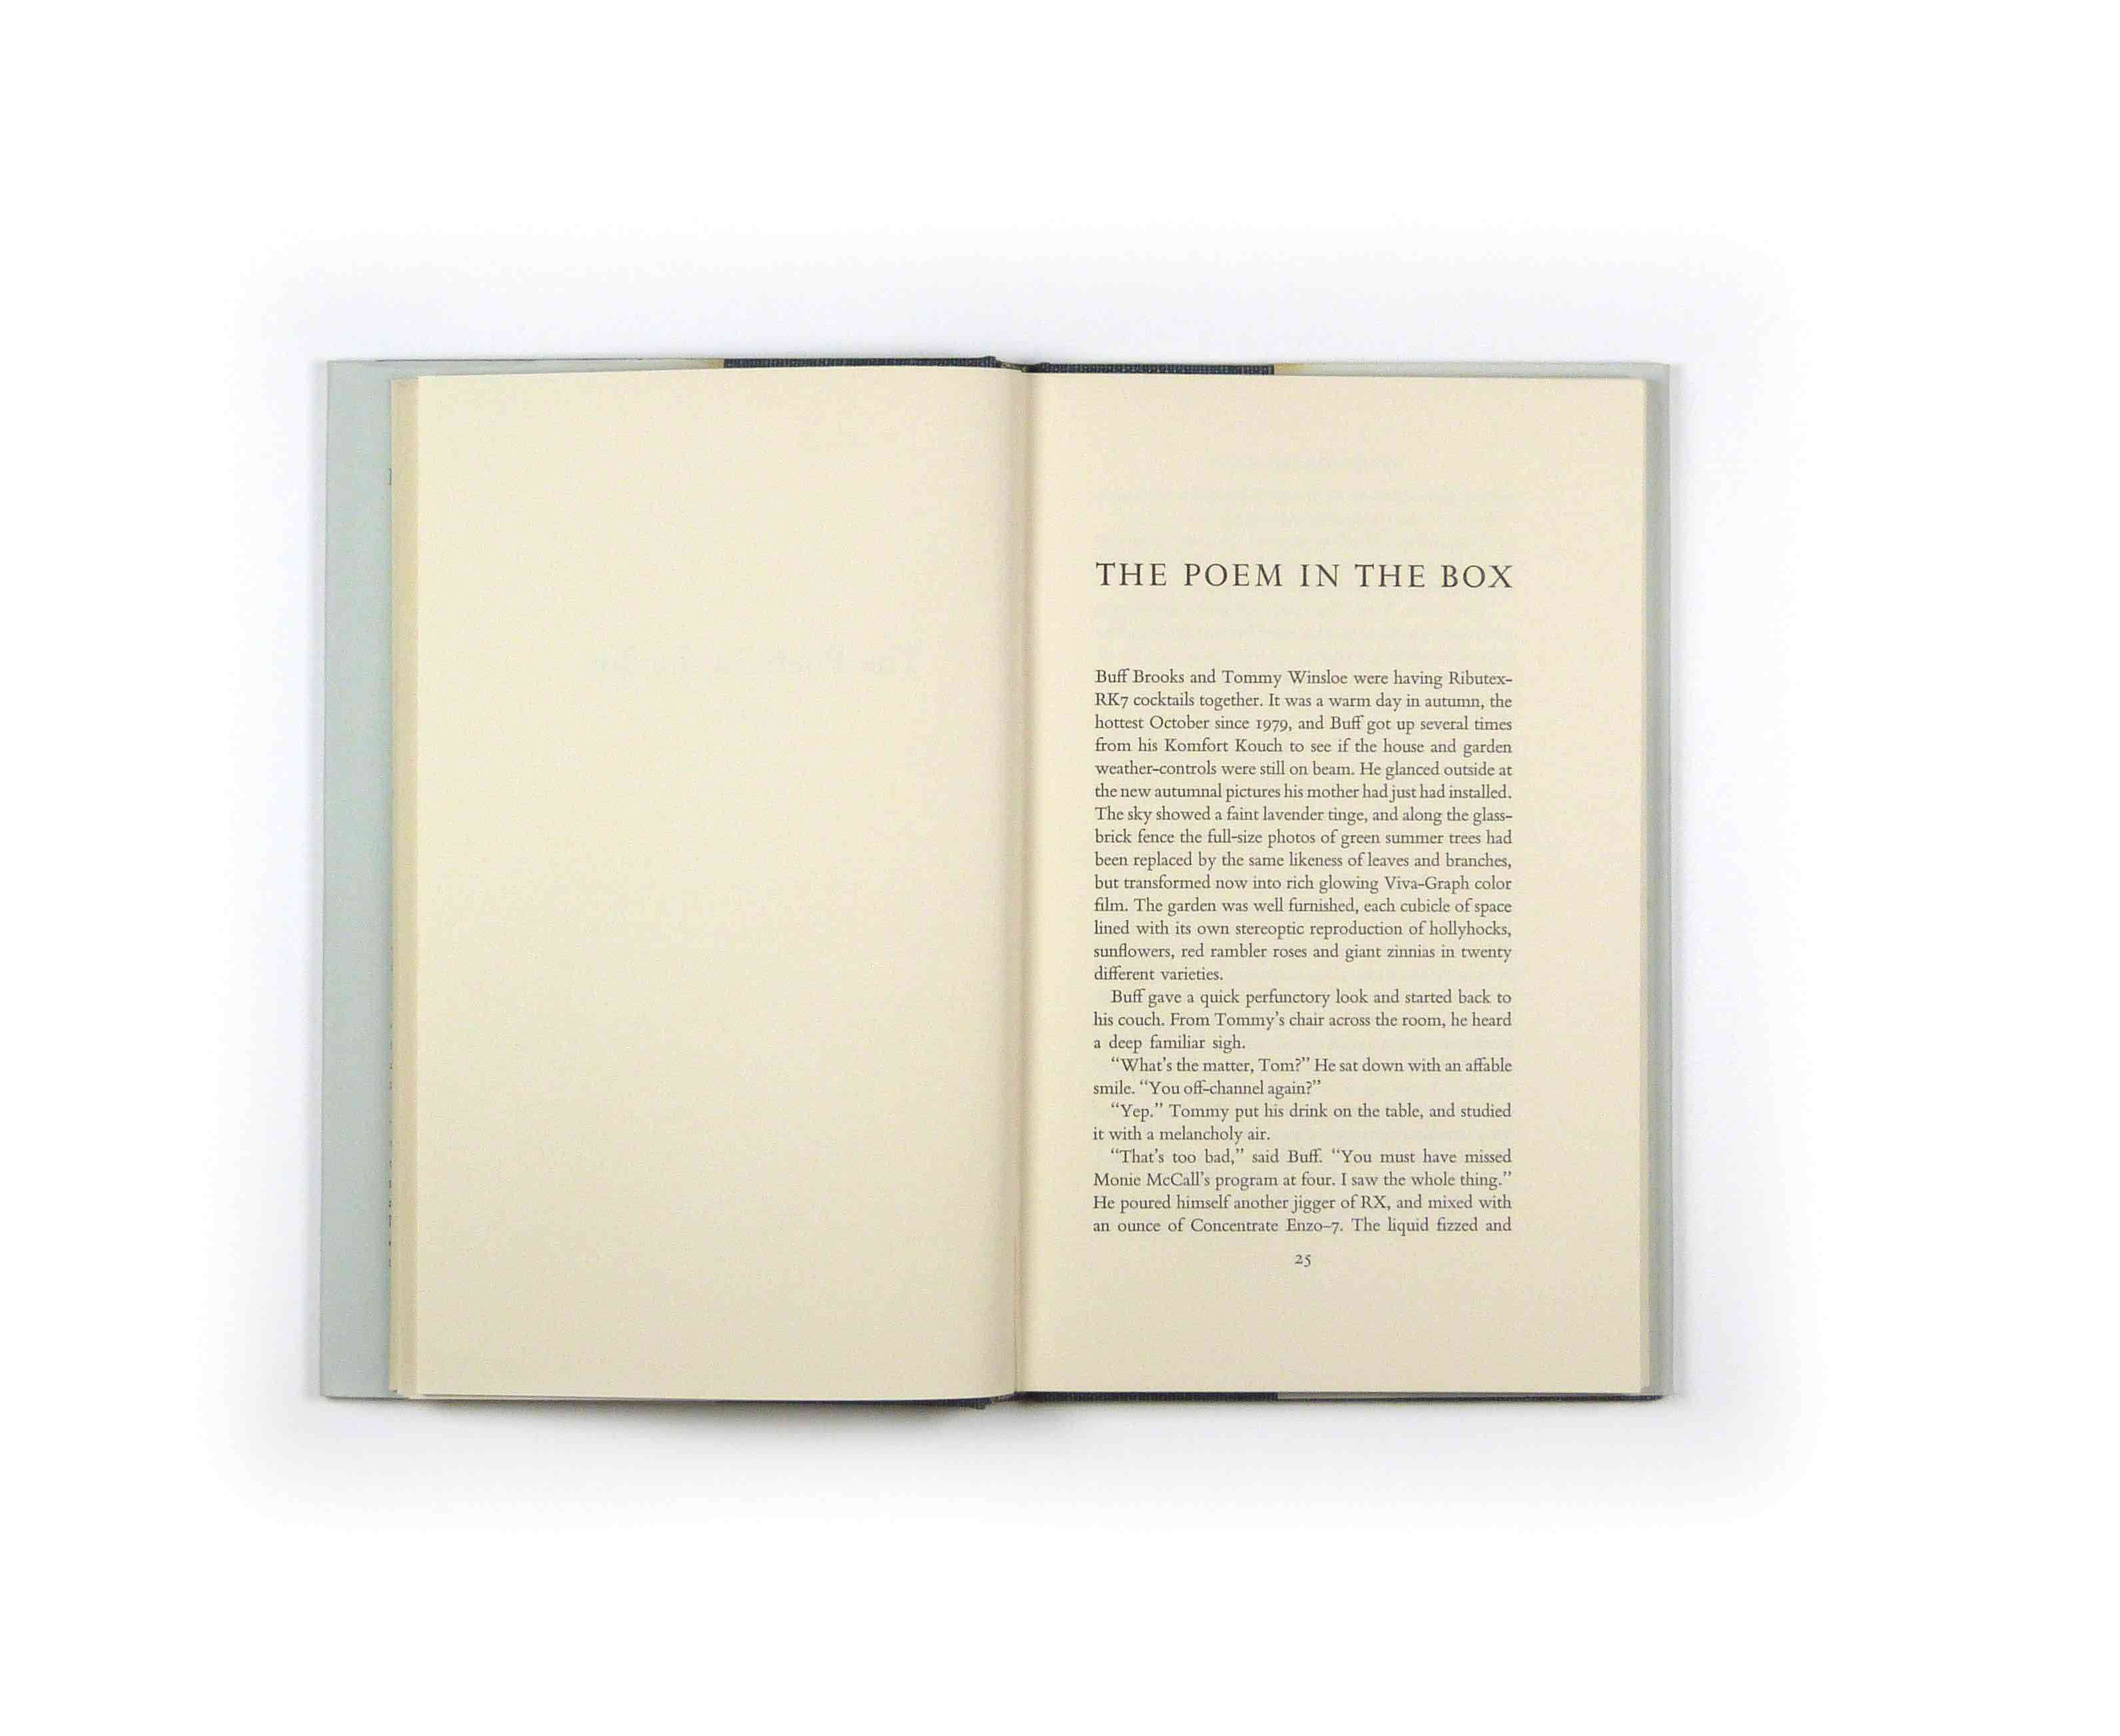 THE POEM IN THE BOX
Buff Brooks and Tommy Winsloe were having Ributex-
RK7 cocktails together. It was a warm day in autumn, the
hottest October since 1979, and Buff got up several times
from his Komfort Kouch to see if the house and garden
weather-controls were still on beam. He glanced outside at
the new autumnal pictures his mother had just had installed.
The sky showed a faint lavender tinge, and along the glass-
brick fence the full-size photos of green summer trees had
been replaced by the same likeness of leaves and branches,
but transformed now into rich glowing Viva-Graph color
film. The garden was well furnished, each cubicle of space
lined with its own stereoptic reproduction of hollyhocks,
sunflowers, red rambler roses and giant zinnias in twenty
different varieties.
Buff gave a quick perfunctory look and started back to
his couch. From Tommy's chair across the room, he heard
a deep familiar sigh.
"What's the matter, Tom?" He sat down with an affable
smile. "You off-channel again?"
"Yep." Tommy put his drink on the table, and studied
it with a melancholy air.
"That's too bad," said Buff. "You must have missed
Monie McCall's program at four. I saw the whole thing."
He poured himself another jigger of RX, and mixed with
an ounce of Concentrate Enzo-7. The liquid fizzed and
25